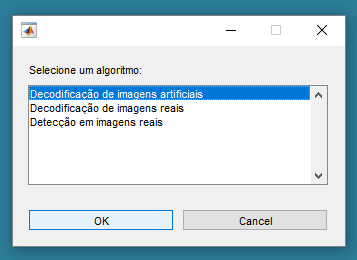 Selecione um algoritmo:
Decodificação de imagens artificiais
Decodificação de imagens reais
Detecção em imagens reais
OK
Cancel